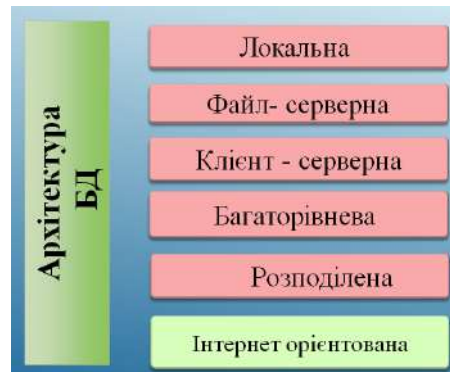 Архітектура
БД
Локальна
Файл- серверна
Клієнт - серверна
Багаторівнева
Розподілена
Інтернет орієнтована